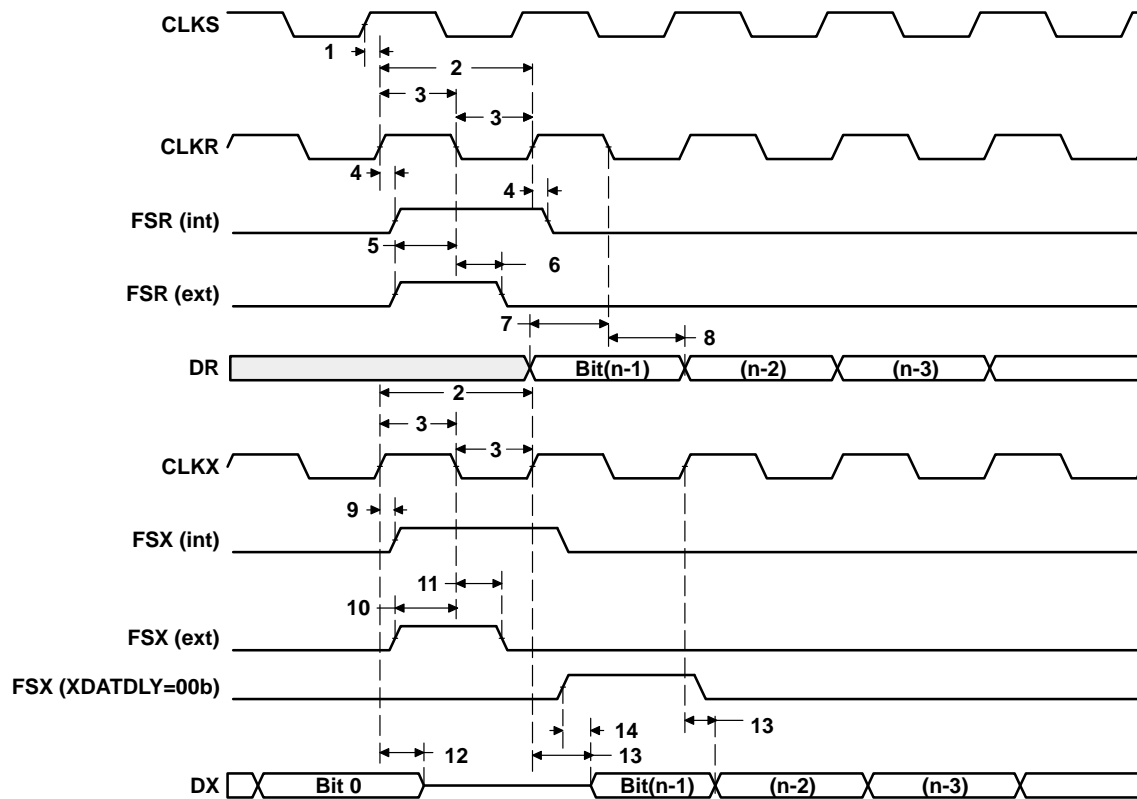 CLKS
1
2
3
3
CLKR
4
4
FSR (int)
5
6
FSR (ext)
7
8
DR
Bit(n-1)
(n-2)
(n-3)
2
3
3
CLKX
9
FSX (int)
11
10
FSX (ext)
FSX (XDATDLY=00b)
14
13
12
13
DX
Bit 0
Bit(n-1)
(n-2)
(n-3)